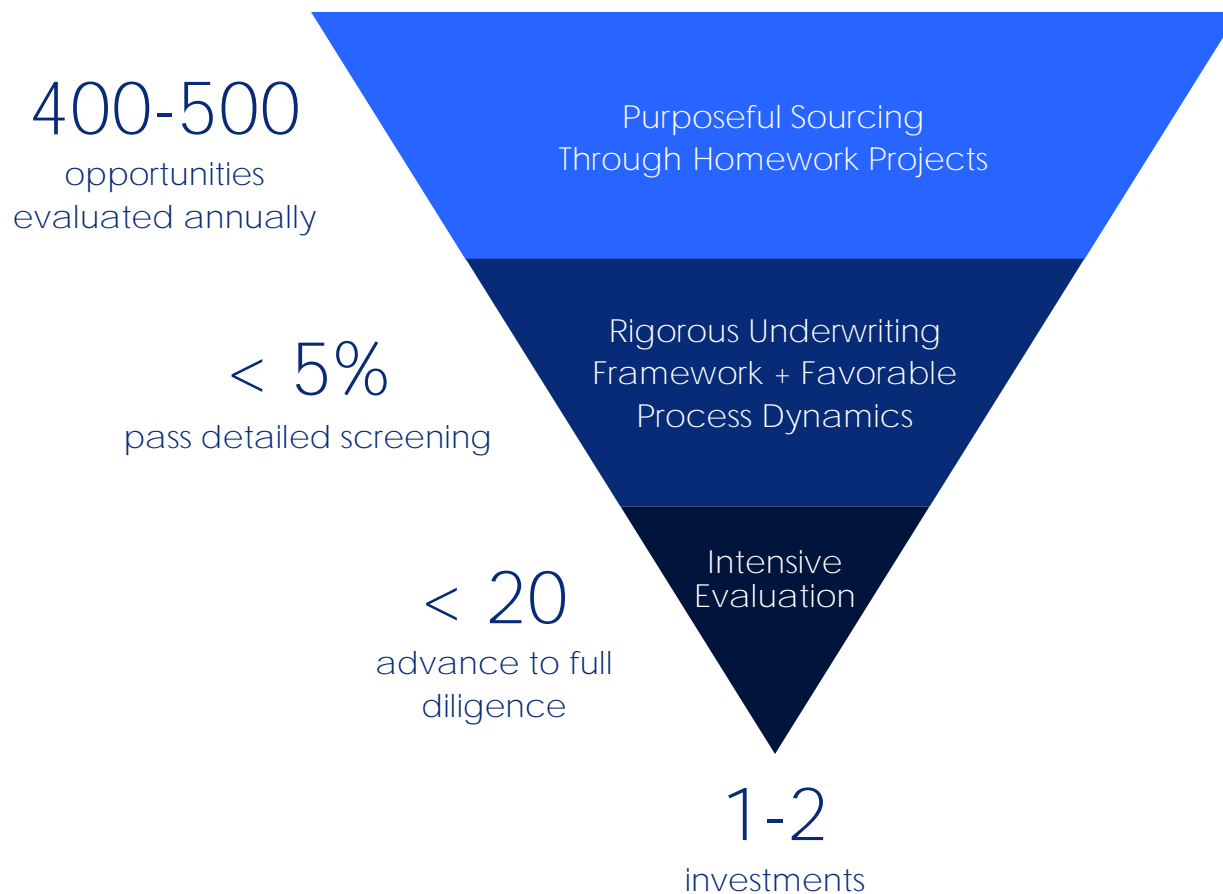 400-500
opportunities
evaluated annually
Purposeful Sourcing
Through Homework Projects
< 5%
pass detailed screening
Rigorous Underwriting
Framework + Favorable
Process Dynamics
< 20
advance to full
diligence
Intensive
Evaluation
1-2
investments